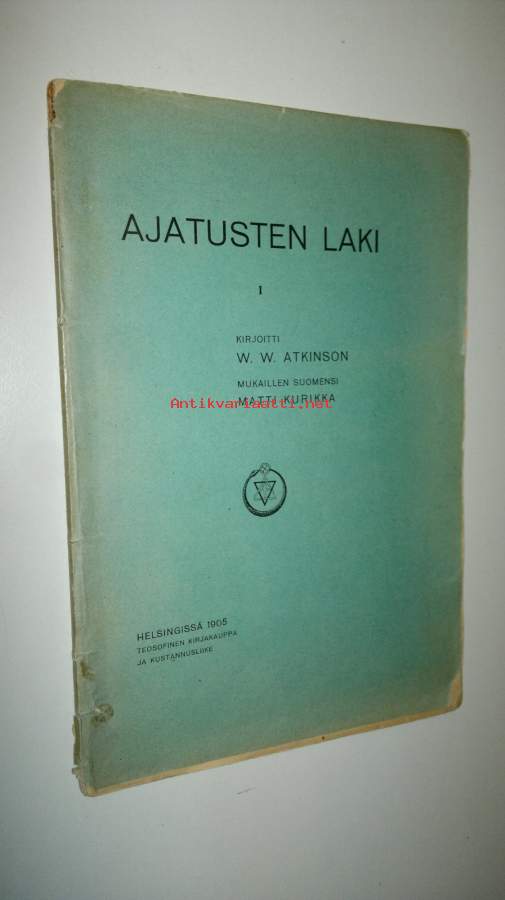 AJATUSTEN LAKI
I
KIRJOITTI
W. W. ATKINSON
MUKAILLEN SUOMENSI
Antikvariaatti.net
MATTI KURIKKA
HELSINGISSÄ 1905
TEOSOFINEN KIRJAKAUPPA
JA KUSTANNUSLIIKE